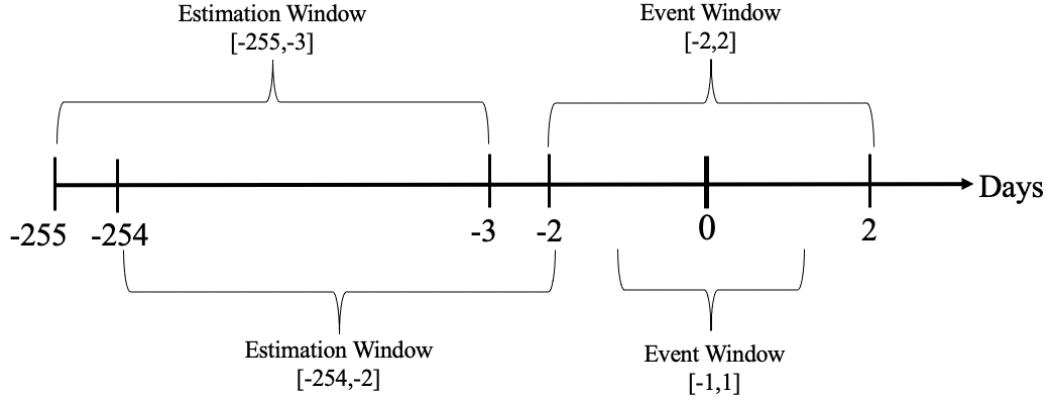 Estimation Window
[-255,-3]
Event Window
[-2,2]
Days
-255
-254
-3
-2
0
2
Estimation Window
[-254,-2]
Event Window
[-1,1]